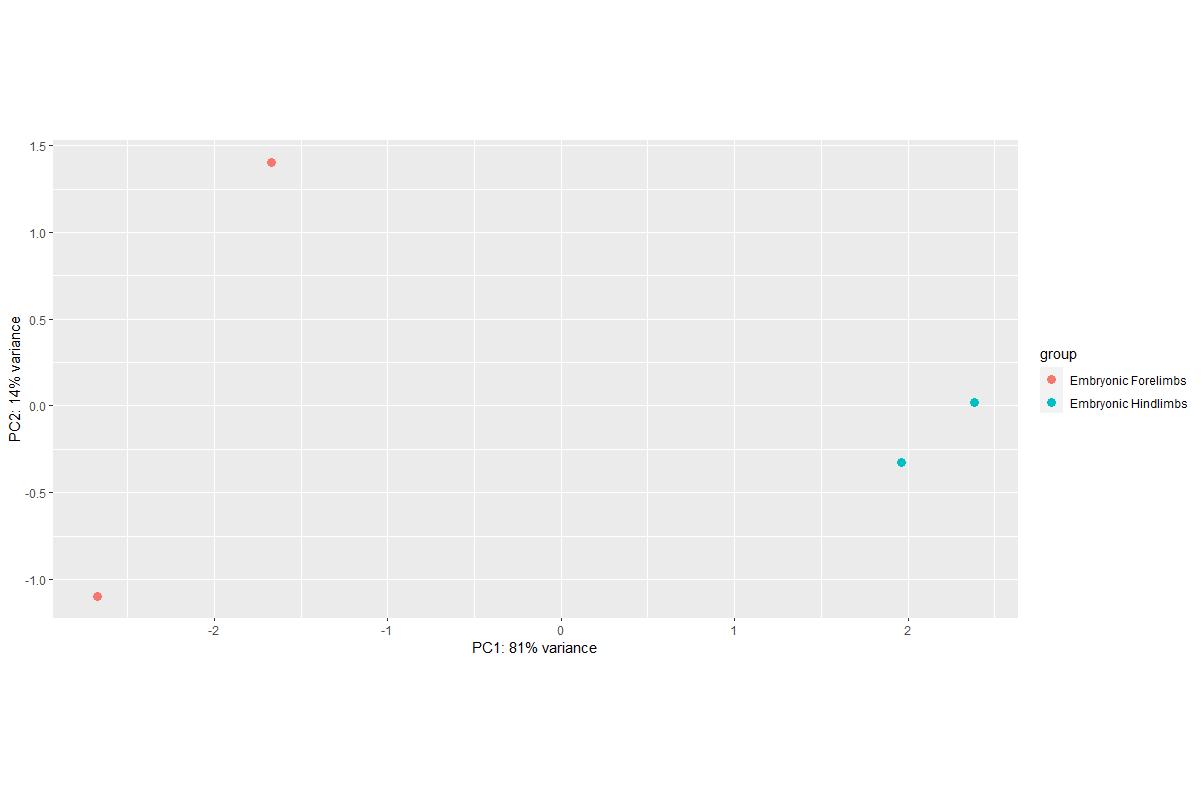 1.5
1.0
0.5
0.0
-0.5
-1.0
PC2: 14% variance
-2
-1
0
1
2
PC1: 81% variance
group
Embryonic Forelimbs
Embryonic Hindlimbs